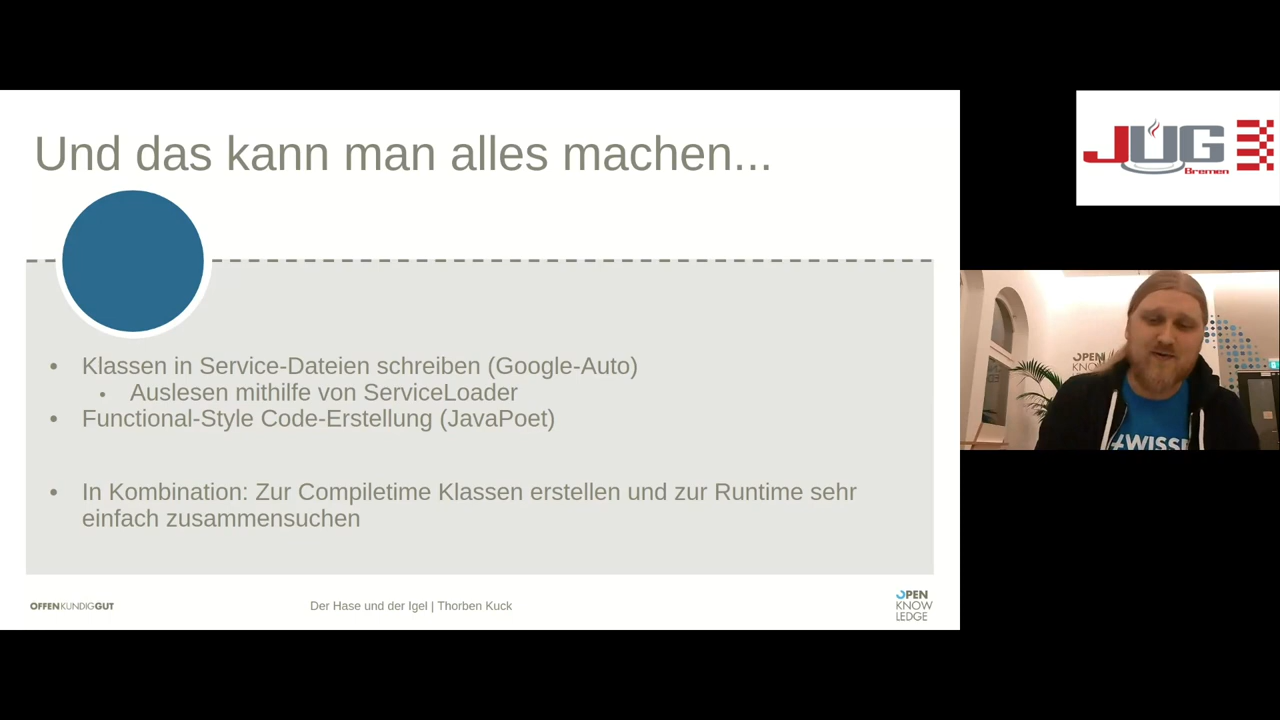 Und das kann man alles machen...
• Klassen in Service-Dateien schreiben (Google-Auto)
• Auslesen mithilfe von ServiceLoader
• Functional-Style Code-Erstellung (JavaPoet)
• In Kombination: Zur Compiletime Klassen erstellen und zur Runtime sehr
einfach zusammensuchen
OFFENKUNDIGGUT
Der Hase und der Igel | Thorben Kuck
OPEN
KNOW
LEDGE
JUG
Bremen
OPEN
#WISSE